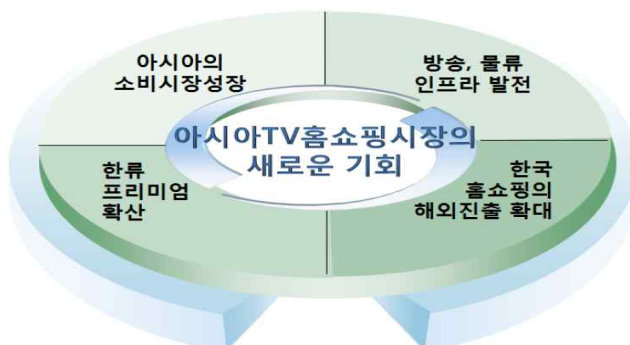 아시아의
소비시장성장
방송, 물류
인프라 발전
아시아TV홈쇼핑시장의
새로운 기회
한류
프리미엄
확산
한국
홈쇼핑의
해외진출 확대